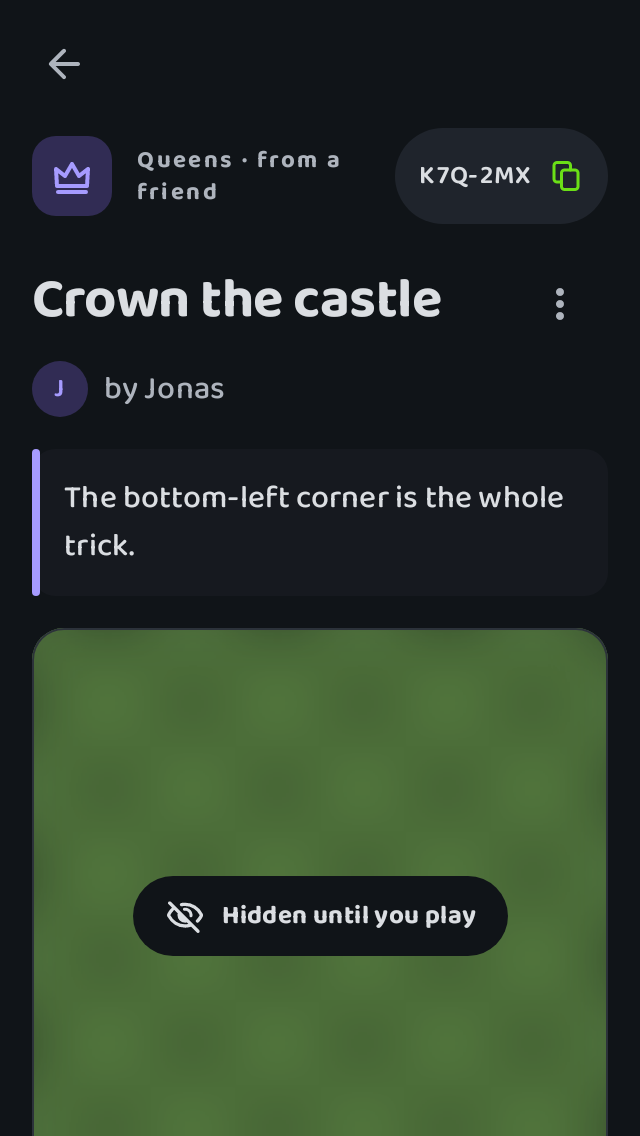 Queens · from a
friend
K7Q-2MX
Crown the castle
J
by Jonas
The bottom-left corner is the whole
trick.
Hidden until you play